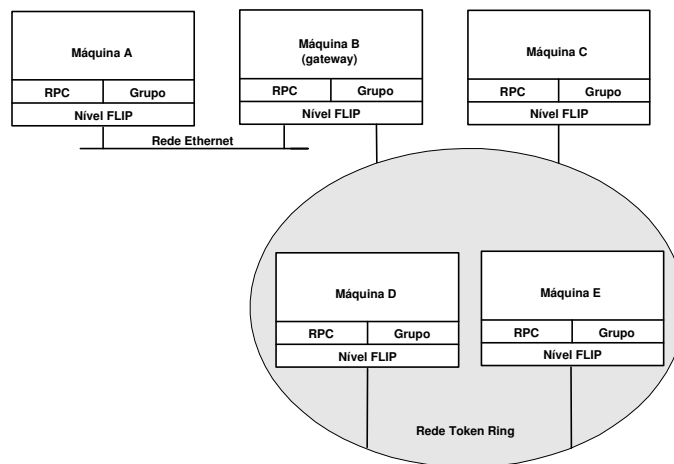 Máquina A
RPC
Grupo
Nível FLIP
Máquina B
(gateway)
RPC
Grupo
Nível FLIP
Máquina C
RPC
Grupo
Nível FLIP
Rede Ethernet
Máquina D
RPC
Grupo
Nível FLIP
Máquina E
RPC
Grupo
Nível FLIP
Rede Token Ring